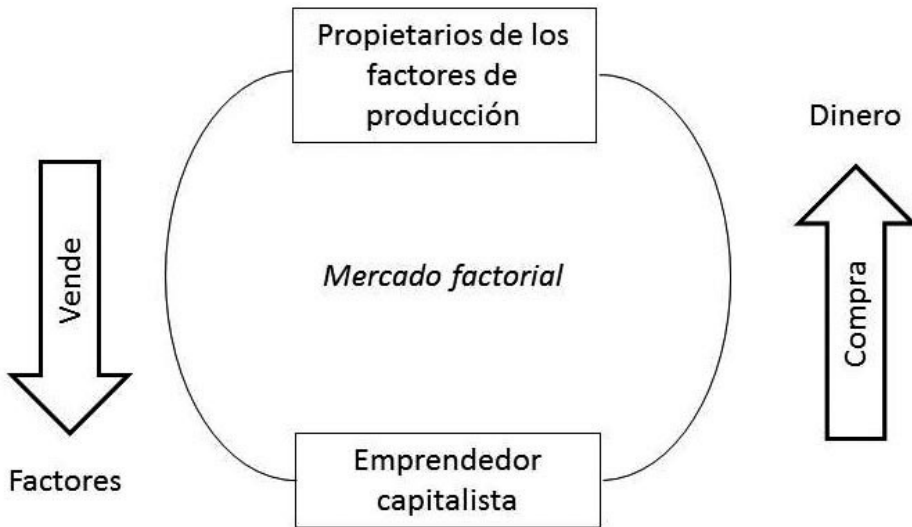 Propietarios de los
factores de
producción
Dinero
Vende
Mercado factorial
Compra
Factores
Emprendedor
capitalista